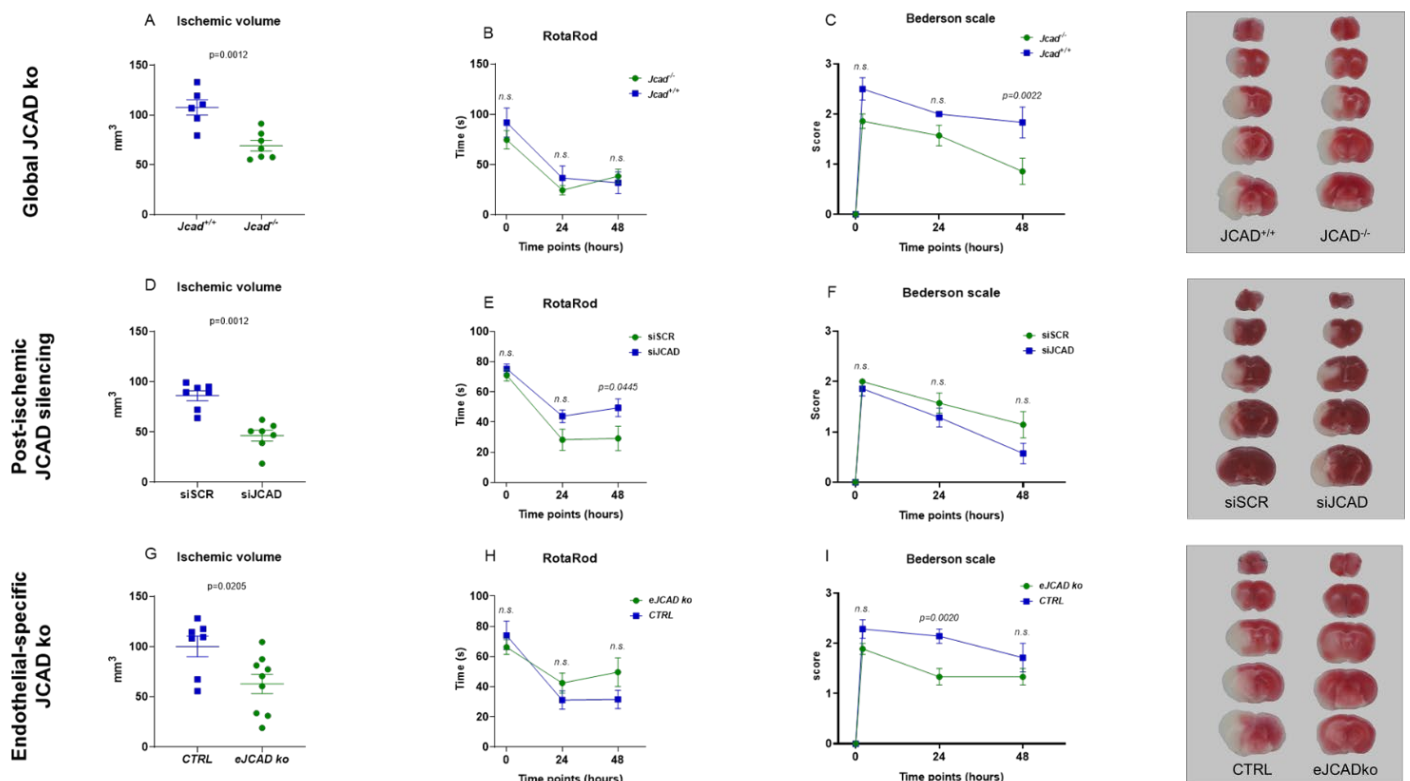 Global JCAD ko
A
Ischemic volume
p=0.0012
150
100
50
0
mm³
Jcad+/+
Jcad-/-
B
RotaRod
Jcad-/-
Jcad+/+
n.s.
n.s.
n.s.
150
100
50
0
Time (s)
0
24
48
Time points (hours)
C
Bederson scale
Jcad-/-
Jcad+/+
n.s.
n.s.
p=0.0022
3
2
1
0
Score
0
24
48
Time points (hours)
JCAD+/+
JCAD-/-
Post-ischemic
JCAD silencing
D
Ischemic volume
p=0.0012
150
100
50
0
mm³
siSCR
siJCAD
E
RotaRod
siSCR
siJCAD
n.s.
n.s.
p=0.0445
100
80
60
40
20
0
Time (s)
0
24
48
Time points (hours)
F
Bederson scale
siSCR
siJCAD
n.s.
n.s.
n.s.
3
2
1
0
Score
0
24
48
Time points (hours)
siSCR
siJCAD
Endothelial-specific
JCAD ko
G
Ischemic volume
p=0.0205
150
100
50
0
mm³
CTRL
eJCAD ko
H
RotaRod
eJCAD ko
CTRL
n.s.
n.s.
n.s.
100
80
60
40
20
0
Time (s)
0
24
48
Time points (hours)
I
Bederson scale
eJCAD ko
CTRL
n.s.
p=0.0020
n.s.
3
2
1
0
score
0
24
48
Time points (hours)
CTRL
eJCADko